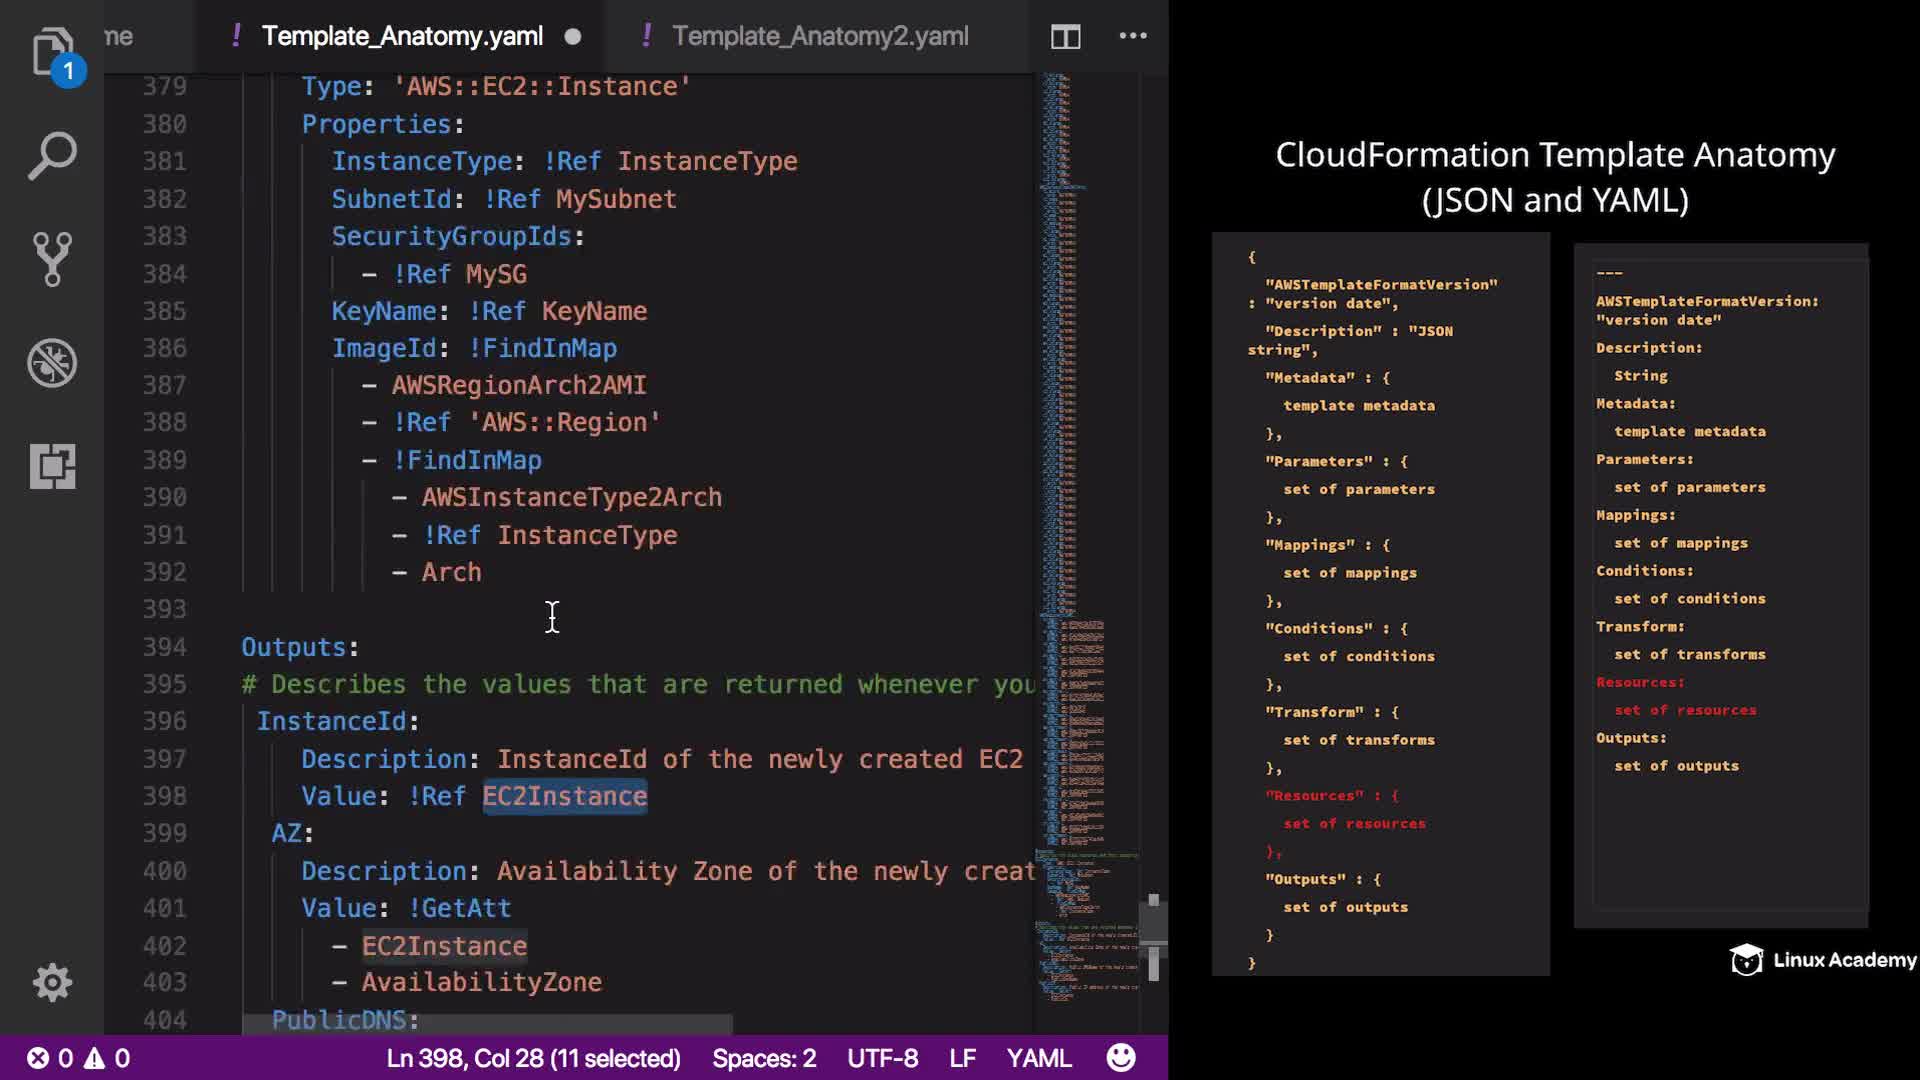 me
! Template_Anatomy.yaml
! Template_Anatomy2.yaml
1
379 Type: 'AWS::EC2::Instance'
380 Properties:
381 InstanceType: !Ref InstanceType
382 SubnetId: !Ref MySubnet
383 SecurityGroupIds:
384 - !Ref MySG
385 KeyName: !Ref KeyName
386 ImageId: !FindInMap
387 - AWSRegionArch2AMI
388 - !Ref 'AWS::Region'
389 - !FindInMap
390 - AWSInstanceType2Arch
391 - !Ref InstanceType
392 - Arch
393
394 Outputs:
395 # Describes the values that are returned whenever you
396 InstanceId:
397 Description: InstanceId of the newly created EC2
398 Value: !Ref EC2Instance
399 AZ:
400 Description: Availability Zone of the newly creat
401 Value: !GetAtt
402 - EC2Instance
403 - AvailabilityZone
404 PublicDNS:
0 0 Ln 398, Col 28 (11 selected) Spaces: 2 UTF-8 LF YAML
CloudFormation Template Anatomy
(JSON and YAML)
{
"AWSTemplateFormatVersion"
: "version date",
"Description" : "JSON
string",
"Metadata" : {
template metadata
},
"Parameters" : {
set of parameters
},
"Mappings" : {
set of mappings
},
"Conditions" : {
set of conditions
},
"Transform" : {
set of transforms
},
"Resources" : {
set of resources
},
"Outputs" : {
set of outputs
}
}
---
AWSTemplateFormatVersion:
"version date"
Description:
String
Metadata:
template metadata
Parameters:
set of parameters
Mappings:
set of mappings
Conditions:
set of conditions
Transform:
set of transforms
Resources:
set of resources
Outputs:
set of outputs
Linux Academy